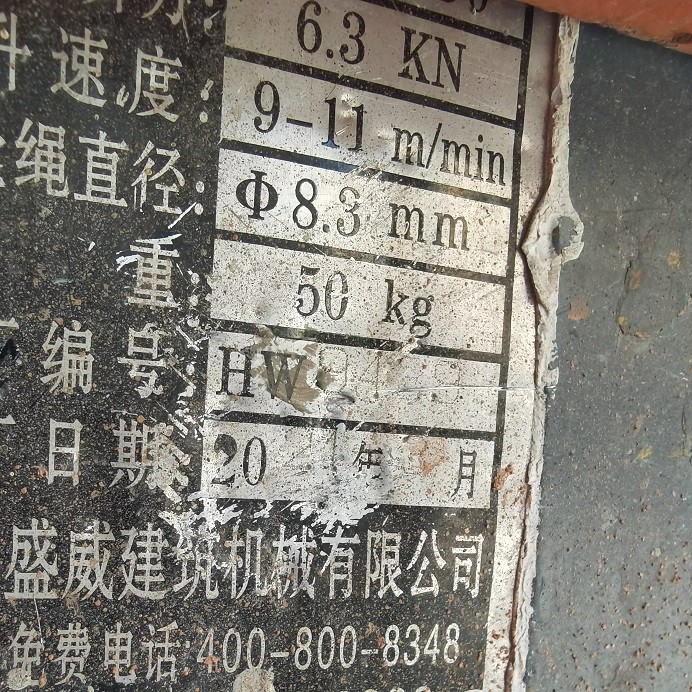 力:
6.3 KN
升速度: 9-11 m/min
绳直径: Φ8.3 mm
重: 50 kg
编号: HW
日期: 20 年 月
盛威建筑机械有限公司
免费电话:400-800-8348